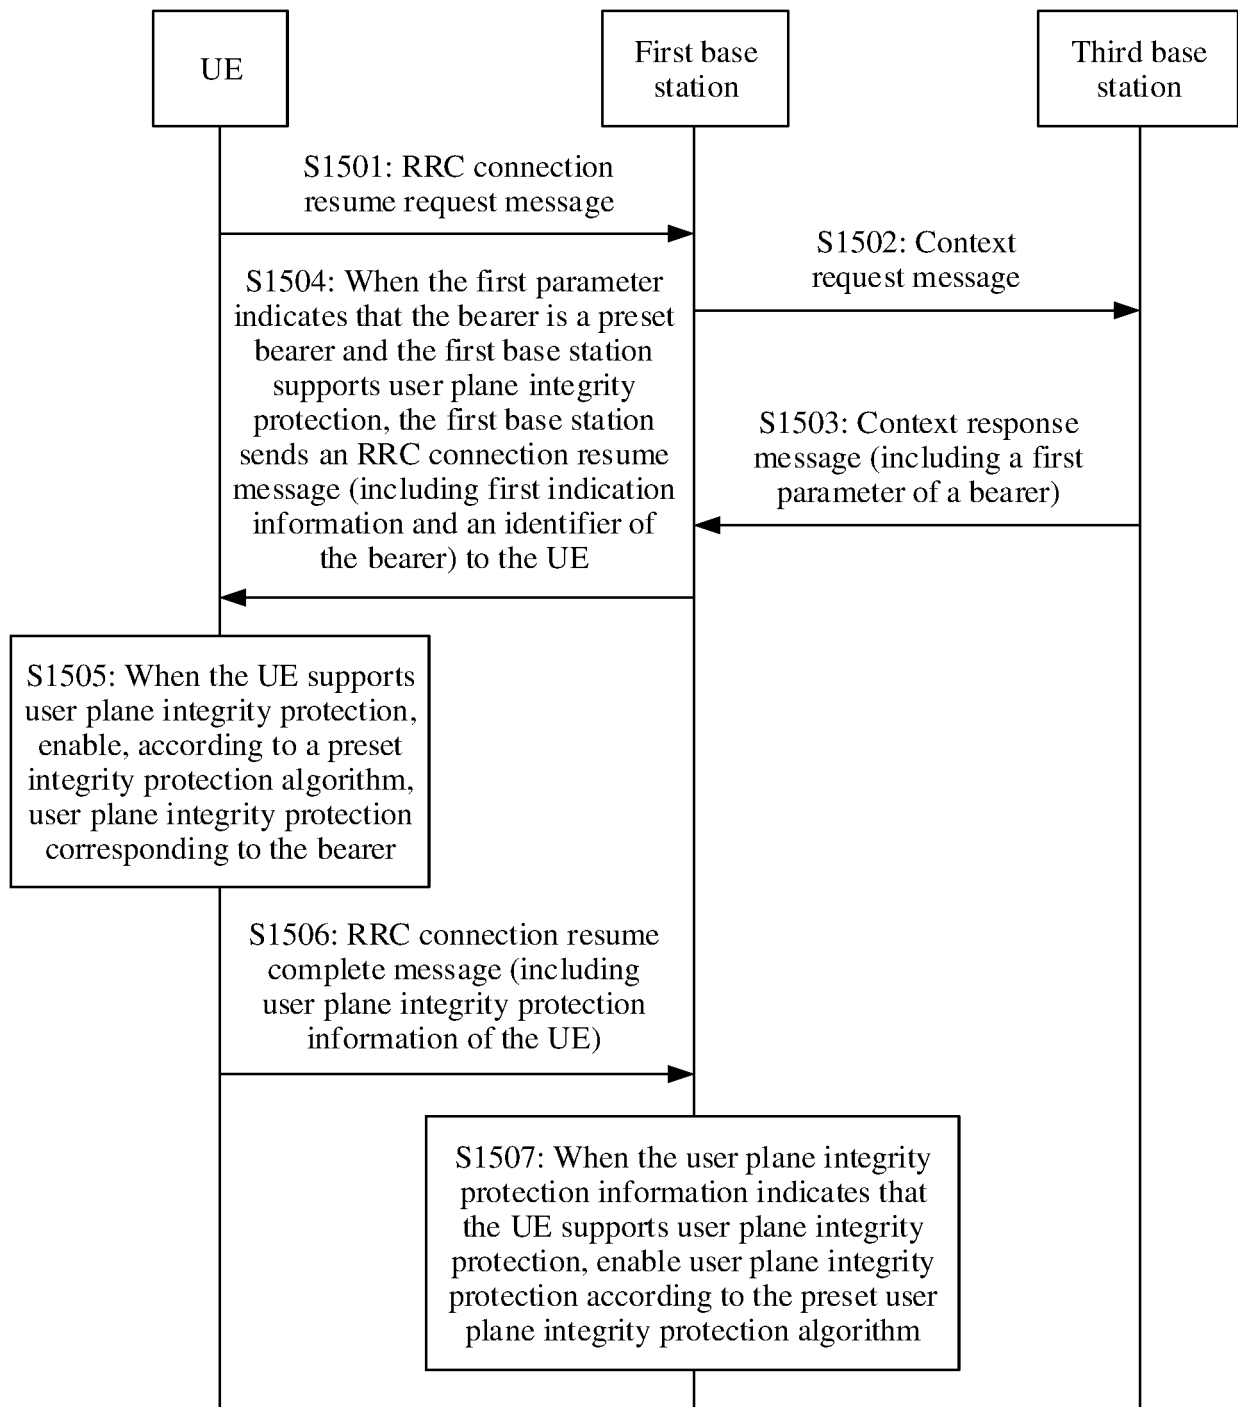 UE
First base
station
Third base
station
S1501: RRC connection
resume request message
S1502: Context
request message
S1504: When the first parameter
indicates that the bearer is a preset
bearer and the first base station
supports user plane integrity
protection, the first base station
sends an RRC connection resume
message (including first indication
information and an identifier of
the bearer) to the UE
S1503: Context response
message (including a first
parameter of a bearer)
S1505: When the UE supports
user plane integrity protection,
enable, according to a preset
integrity protection algorithm,
user plane integrity protection
corresponding to the bearer
S1506: RRC connection resume
complete message (including
user plane integrity protection
information of the UE)
S1507: When the user plane integrity
protection information indicates that
the UE supports user plane integrity
protection, enable user plane integrity
protection according to the preset user
plane integrity protection algorithm